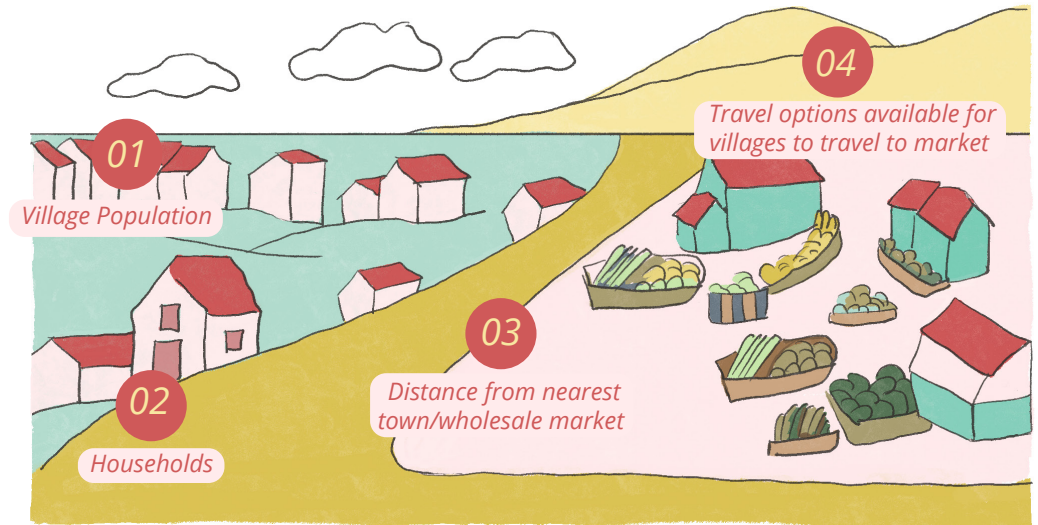 01
Village Population
02
Households
03
Distance from nearest
town/wholesale market
04
Travel options available for
villages to travel to market